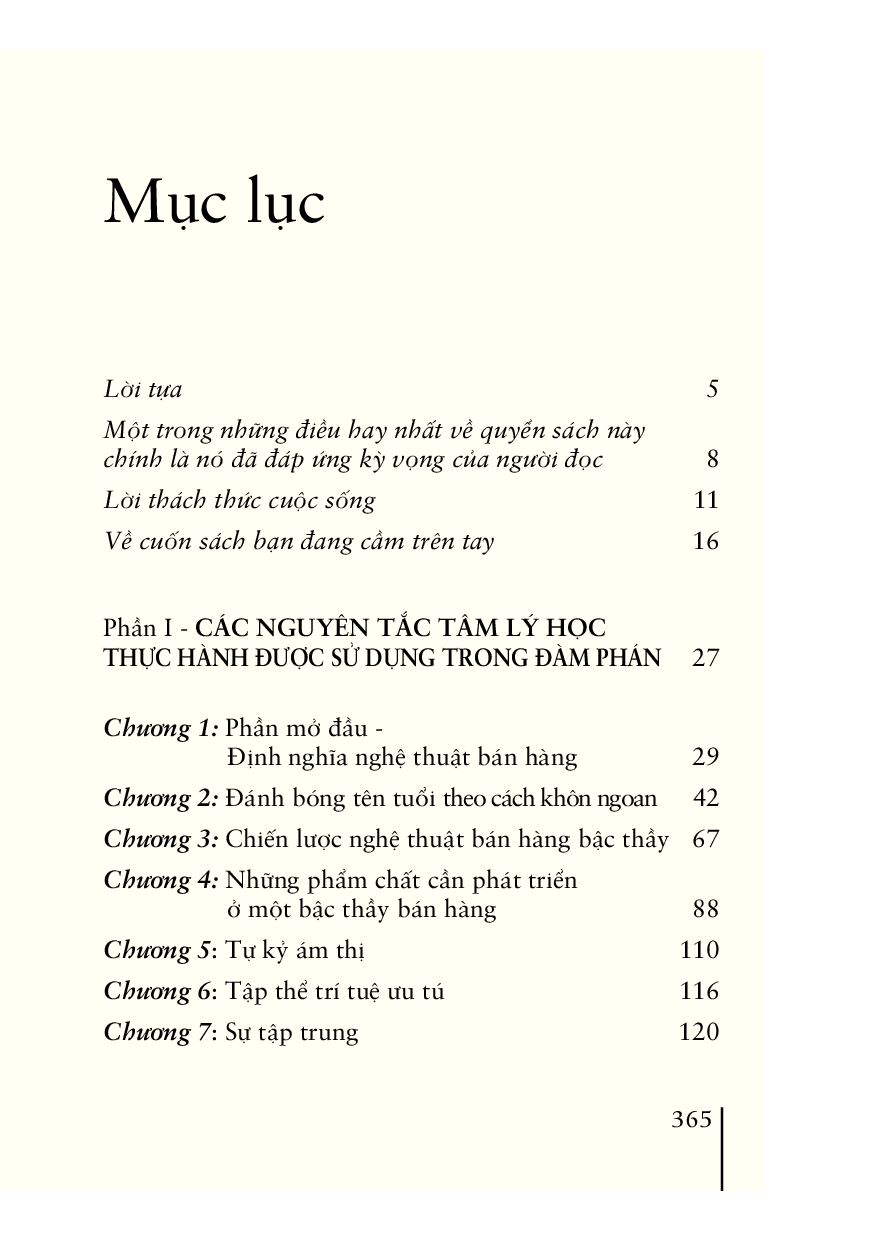 Mục lục
Lời tựa 5
Một trong những điều hay nhất về quyển sách này
chính là nó đã đáp ứng kỳ vọng của người đọc 8
Lời thách thức cuộc sống 11
Về cuốn sách bạn đang cầm trên tay 16
Phần I - CÁC NGUYÊN TẮC TÂM LÝ HỌC
THỰC HÀNH ĐƯỢC SỬ DỤNG TRONG ĐÀM PHÁN 27
Chương 1: Phần mở đầu -
Định nghĩa nghệ thuật bán hàng 29
Chương 2: Đánh bóng tên tuổi theo cách khôn ngoan 42
Chương 3: Chiến lược nghệ thuật bán hàng bậc thầy 67
Chương 4: Những phẩm chất cần phát triển
ở một bậc thầy bán hàng 88
Chương 5: Tự kỷ ám thị 110
Chương 6: Tập thể trí tuệ ưu tú 116
Chương 7: Sự tập trung 120
365